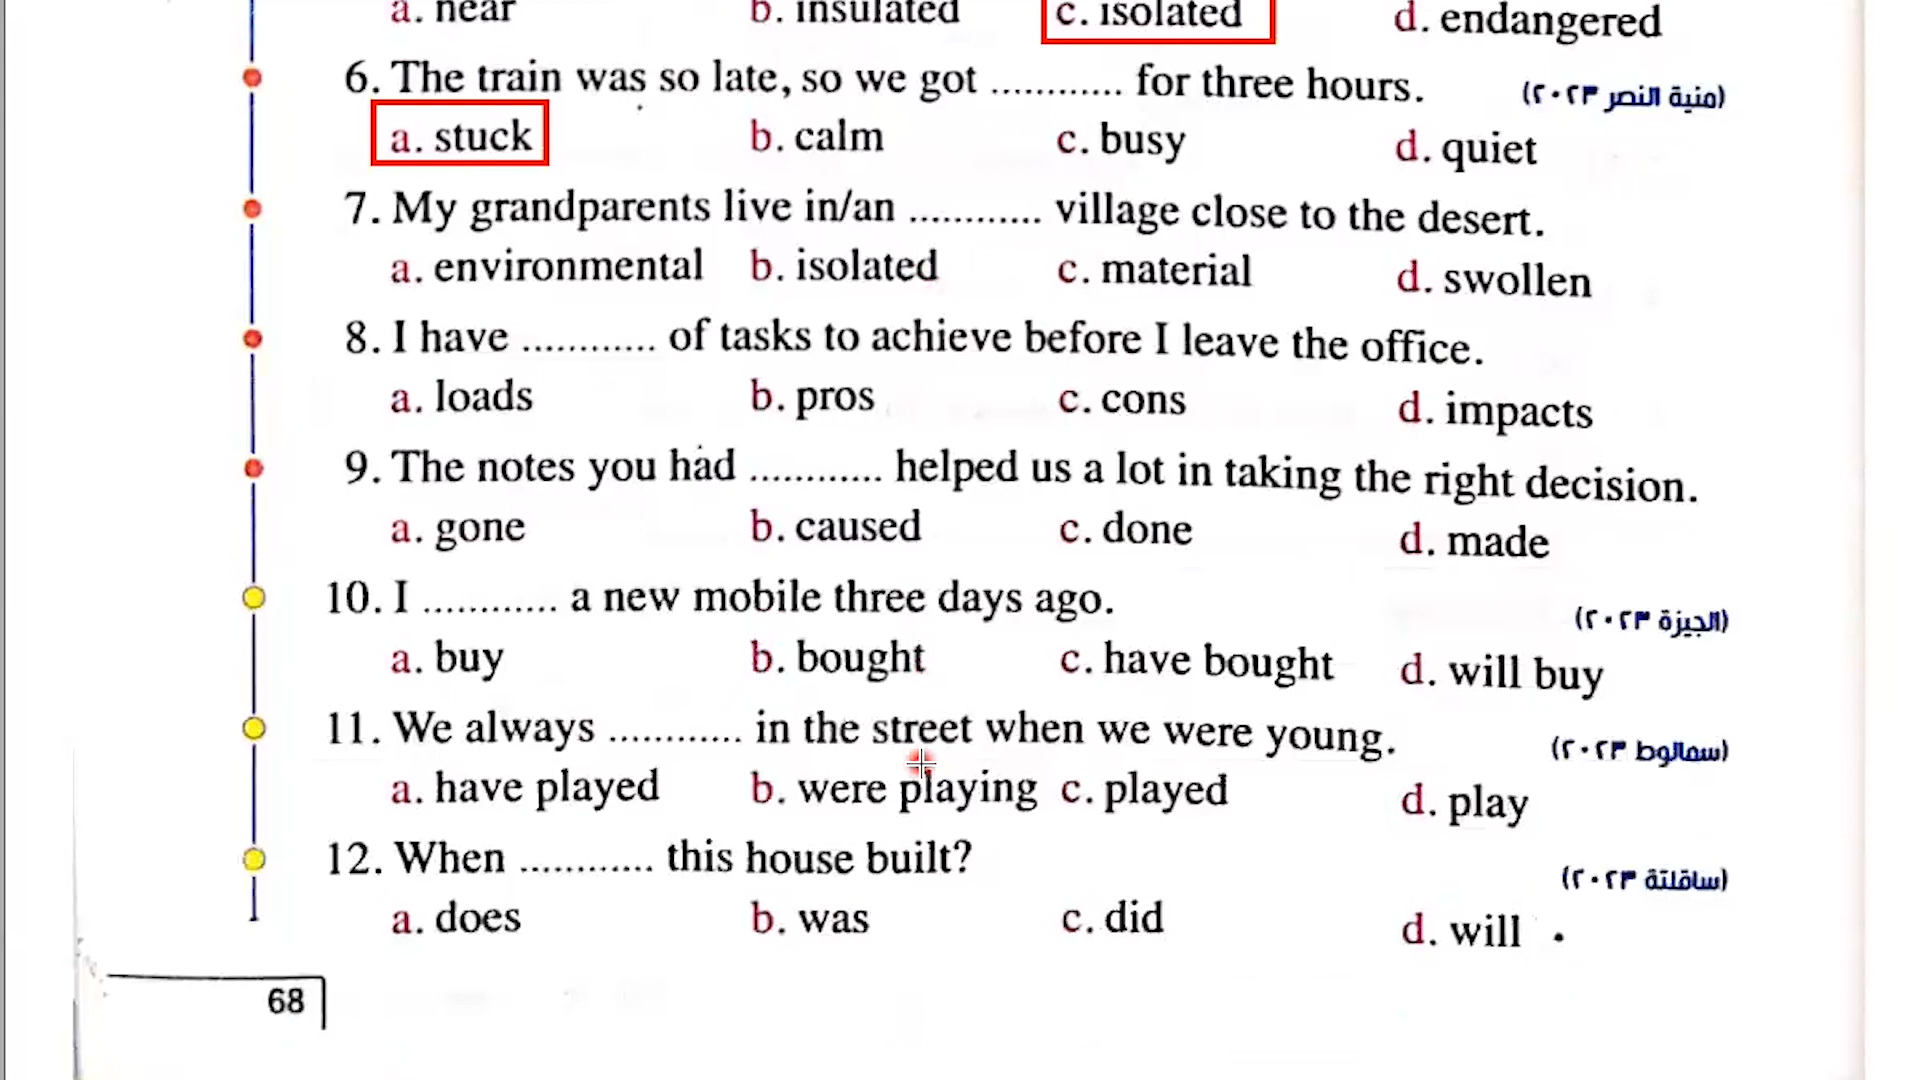 a. near b. insulated c. isolated d. endangered
6. The train was so late, so we got ............ for three hours. (منية النصر ٢٠٢٣)
a. stuck b. calm c. busy d. quiet
7. My grandparents live in/an ............ village close to the desert.
a. environmental b. isolated c. material d. swollen
8. I have ............ of tasks to achieve before I leave the office.
a. loads b. pros c. cons d. impacts
9. The notes you had ............ helped us a lot in taking the right decision.
a. gone b. caused c. done d. made
10. I ............ a new mobile three days ago. (الجيزة ٢٠٢٣)
a. buy b. bought c. have bought d. will buy
11. We always ............ in the street when we were young. (سمالوط ٢٠٢٣)
a. have played b. were playing c. played d. play
12. When ............ this house built? (ساقلتة ٢٠٢٣)
a. does b. was c. did d. will
68